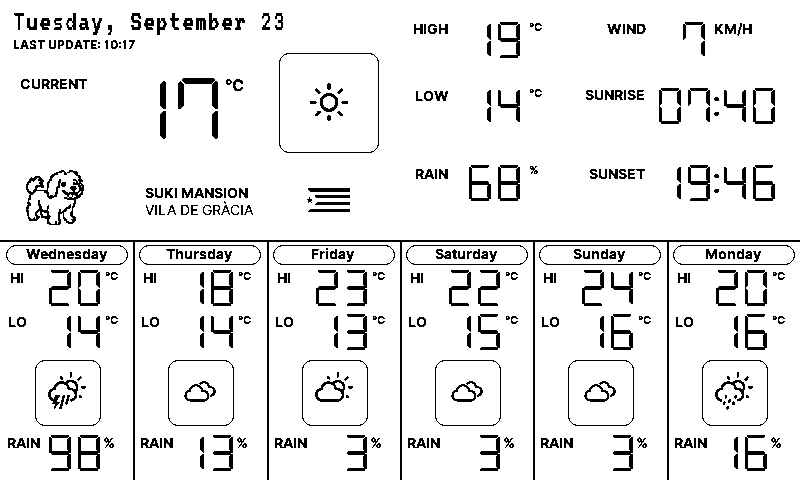 Tuesday, September 23
LAST UPDATE: 10:17
CURRENT 17 °C
SUKI MANSION
VILA DE GRÀCIA
HIGH 19 °C
LOW 14 °C
RAIN 68 %
WIND 7 KM/H
SUNRISE 07:40
SUNSET 19:46
Wednesday
HI 20 °C
LO 14 °C
RAIN 98 %
Thursday
HI 18 °C
LO 14 °C
RAIN 13 %
Friday
HI 23 °C
LO 13 °C
RAIN 3 %
Saturday
HI 22 °C
LO 15 °C
RAIN 3 %
Sunday
HI 24 °C
LO 16 °C
RAIN 3 %
Monday
HI 20 °C
LO 16 °C
RAIN 16 %